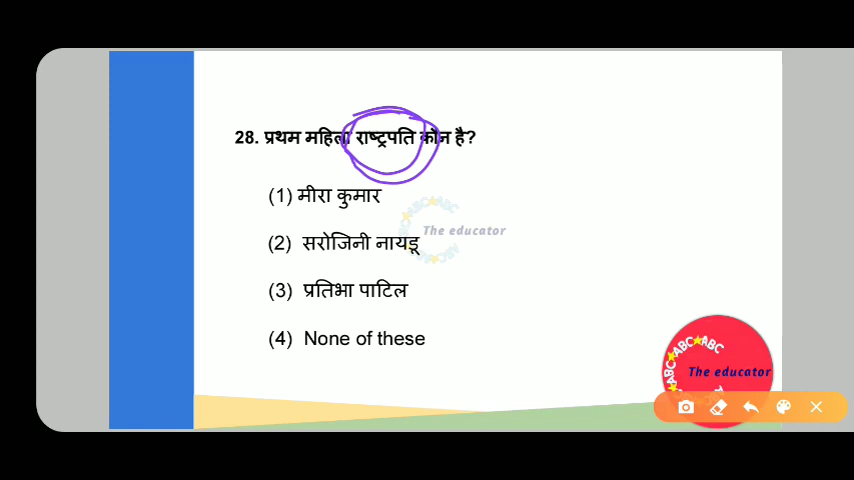 28. प्रथम महिला राष्ट्रपति कौन है?
(1) मीरा कुमार
(2) सरोजिनी नायडू
The educator
(3) प्रतिभा पाटिल
(4) None of these
ABC ABC ABC
The educator